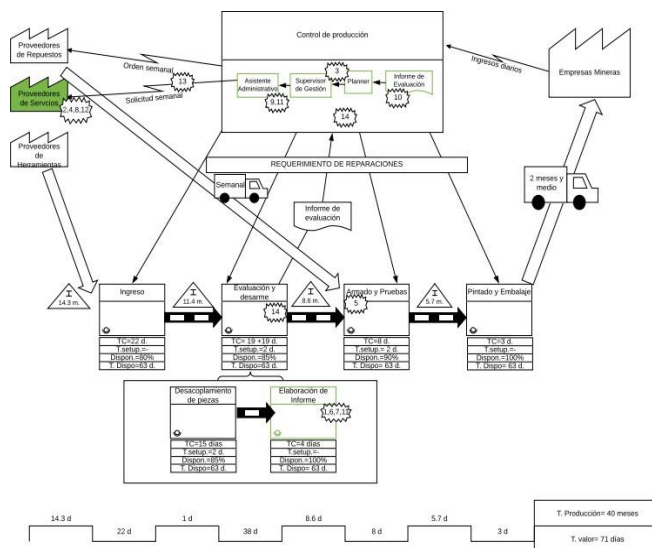 Control de producción
Proveedores
de Repuestos
Orden semanal
Ingresos diarios
Empresas Mineras
3
Asistente
Administrativo
Supervisor
de Gestión
Planner
Informe de
Evaluación
13
Proveedores
de Servicios
Solicitud semanal
2,4,8,12
9,11
10
14
Proveedores
de
Herramientas
REQUERIMIENTO DE REPARACIONES
Semanal
2 meses y
medio
Informe de
evaluación
I
14.3 m.
Ingreso
I
11.4 m.
Evaluación y
desarme
14
I
8.6 m.
Armado y Pruebas
5
I
5.7 m.
Pintado y Embalaje
TC=22 d.
T.setup.=-
Dispon.=80%
T. Dispo=63 d.
TC= 19 +19 d.
T.setup.=2 d.
Dispon.=85%
T. Dispo=63 d.
TC=8 d.
T.setup.= 2 d.
Dispon.=90%
T. Dispo= 63 d.
TC=3 d.
T.setup.=-
Dispon.=100%
T. Dispo= 63 d.
Desacoplamiento
de piezas
Elaboración de
Informe
TC=15 días
T.setup.=2 d.
Dispon.=85%
T. Dispo=63 d.
TC=4 días
T.setup.=-
Dispon.=100%
T. Dispo= 63 d.
14.3 d
22 d
1 d
38 d
8.6 d
8 d
5.7 d
3 d
T. Producción= 40 meses
T. valor= 71 días